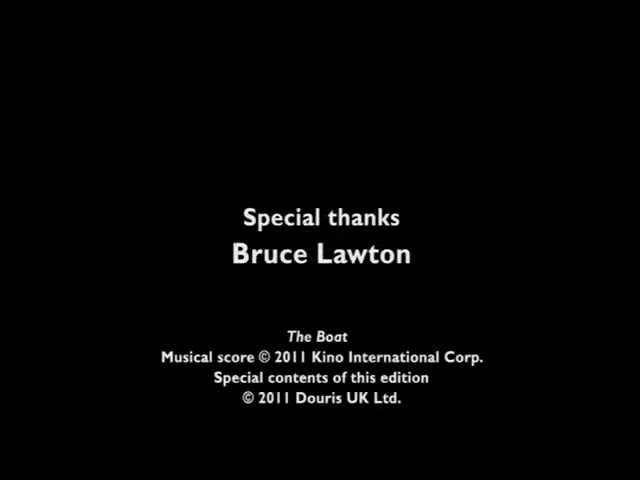 Special thanks
Bruce Lawton
The Boat
Musical score © 2011 Kino International Corp.
Special contents of this edition
© 2011 Douris UK Ltd.